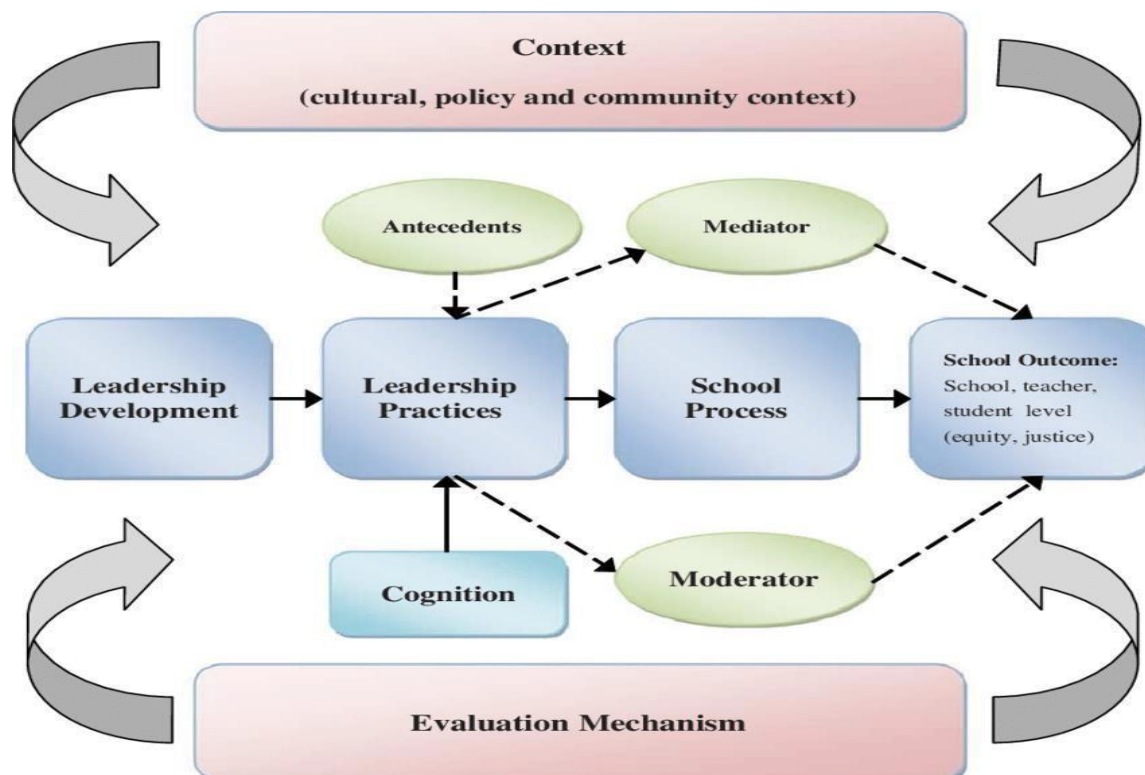 Context
(cultural, policy and community context)
Antecedents
Mediator
Leadership
Development
Leadership
Practices
School
Process
School Outcome:
School, teacher,
student level
(equity, justice)
Cognition
Moderator
Evaluation Mechanism